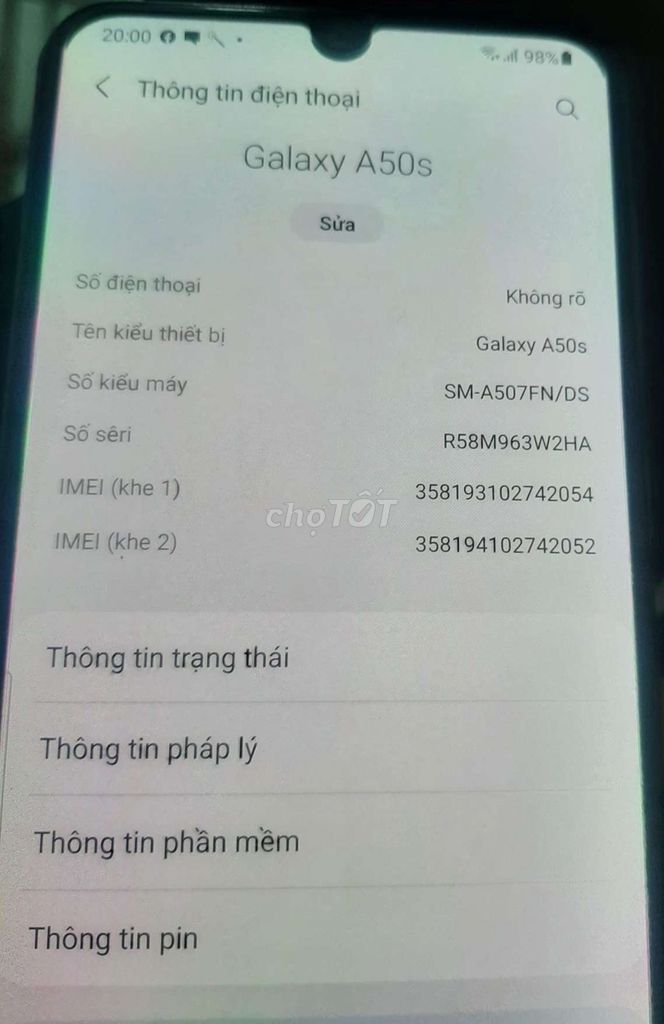 20:00
98%
Thông tin điện thoại
Galaxy A50s
Sửa
Số điện thoại Không rõ
Tên kiểu thiết bị Galaxy A50s
Số kiểu máy SM-A507FN/DS
Số sêri R58M963W2HA
IMEI (khe 1) 358193102742054
chợTỐT
IMEI (khe 2) 358194102742052
Thông tin trạng thái
Thông tin pháp lý
Thông tin phần mềm
Thông tin pin